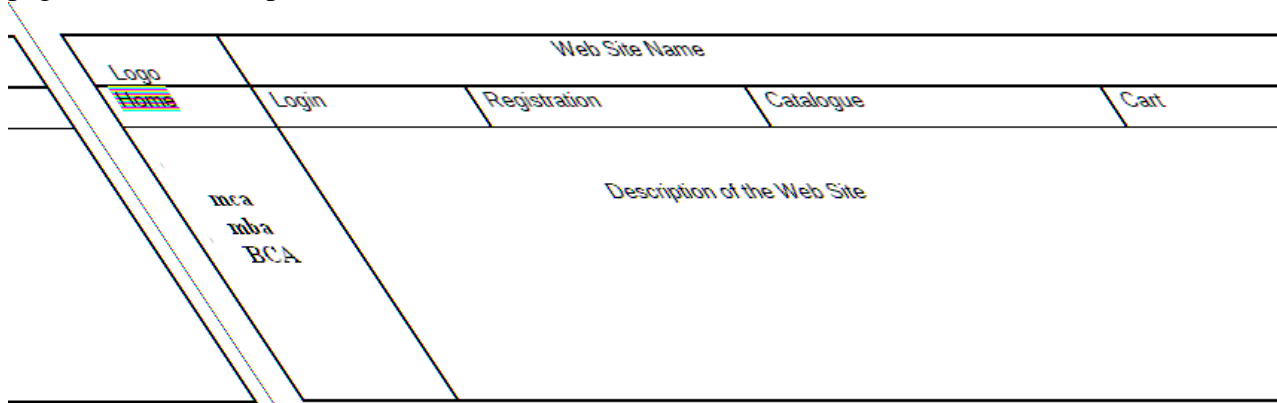 Web Site Name
Logo
Home Login Registration Catalogue Cart
Description of the Web Site
mca
mba
BCA